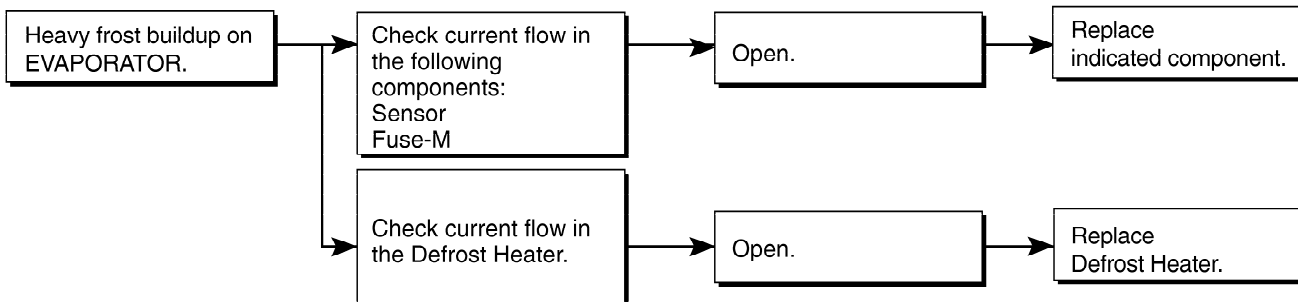 Heavy frost buildup on
EVAPORATOR.
Check current flow in
the following
components:
Sensor
Fuse-M
Open.
Replace
indicated component.
Check current flow in
the Defrost Heater.
Open.
Replace
Defrost Heater.